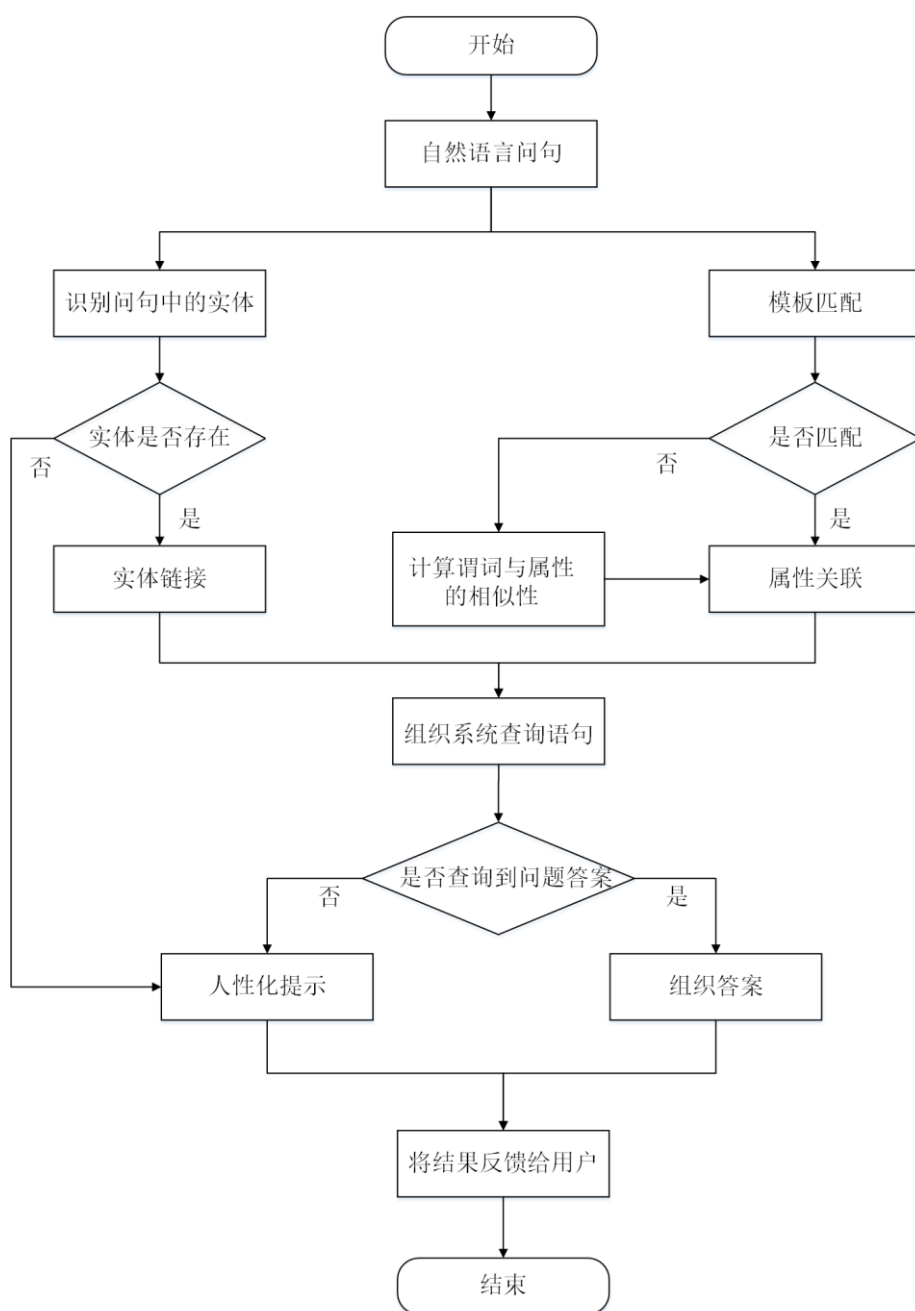 开始
自然语言问句
识别问句中的实体
模板匹配
实体是否存在
是否匹配
否
否
是
是
实体链接
计算谓词与属性
的相似性
属性关联
组织系统查询语句
是否查询到问题答案
否
是
人性化提示
组织答案
将结果反馈给用户
结束